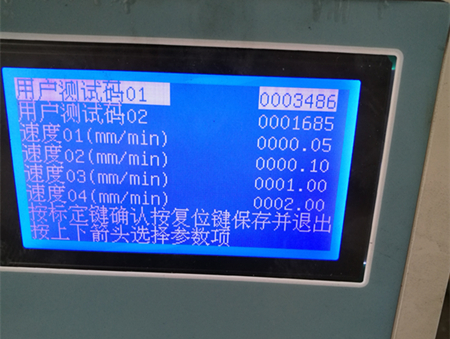 用户测试码01 0003486
用户测试码02 0001685
速度01(mm/min) 0000.05
速度02(mm/min) 0000.10
速度03(mm/min) 0001.00
速度04(mm/min) 0002.00
按标定键确认按复位键保存并退出
按上下箭头选择参数项